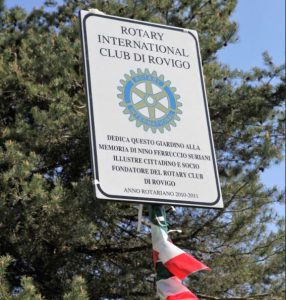 ROTARY
INTERNATIONAL
CLUB DI ROVIGO
DEDICA QUESTO GIARDINO ALLA
MEMORIA DI NINO FERRUCCIO SURIANI
ILLUSTRE CITTADINO E SOCIO
FONDATORE DEL ROTARY CLUB
DI ROVIGO
ANNO ROTARIANO 2010-2011